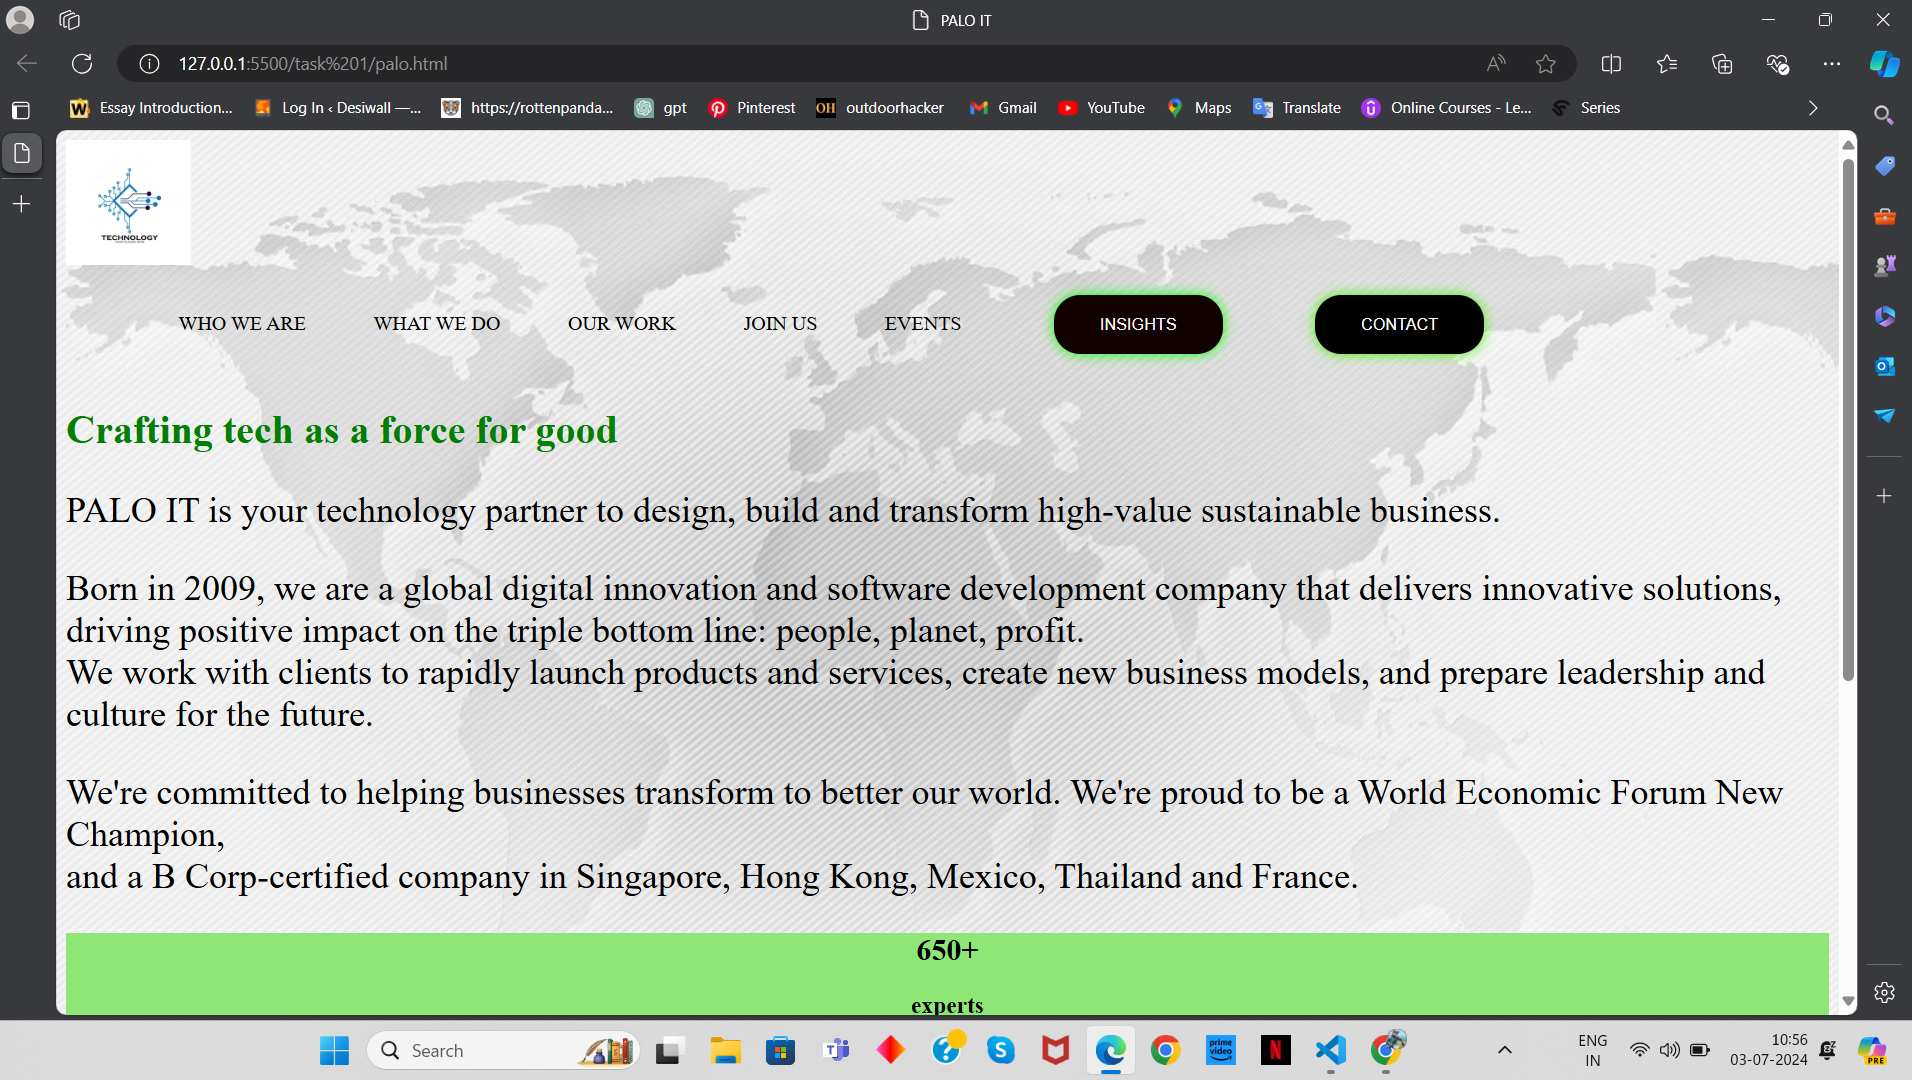 PALO IT
127.0.0.1:5500/task%201/palo.html
Essay Introduction... Log In ‹ Desiwall —... https://rottenpanda... gpt Pinterest OH outdoorhacker Gmail YouTube Maps Translate Online Courses - Le... Series
TECHNOLOGY
WHO WE ARE WHAT WE DO OUR WORK JOIN US EVENTS INSIGHTS CONTACT
Crafting tech as a force for good
PALO IT is your technology partner to design, build and transform high-value sustainable business.
Born in 2009, we are a global digital innovation and software development company that delivers innovative solutions,
driving positive impact on the triple bottom line: people, planet, profit.
We work with clients to rapidly launch products and services, create new business models, and prepare leadership and
culture for the future.
We're committed to helping businesses transform to better our world. We're proud to be a World Economic Forum New
Champion,
and a B Corp-certified company in Singapore, Hong Kong, Mexico, Thailand and France.
650+
experts
Search
prime video
ENG
IN
10:56
03-07-2024
PRE